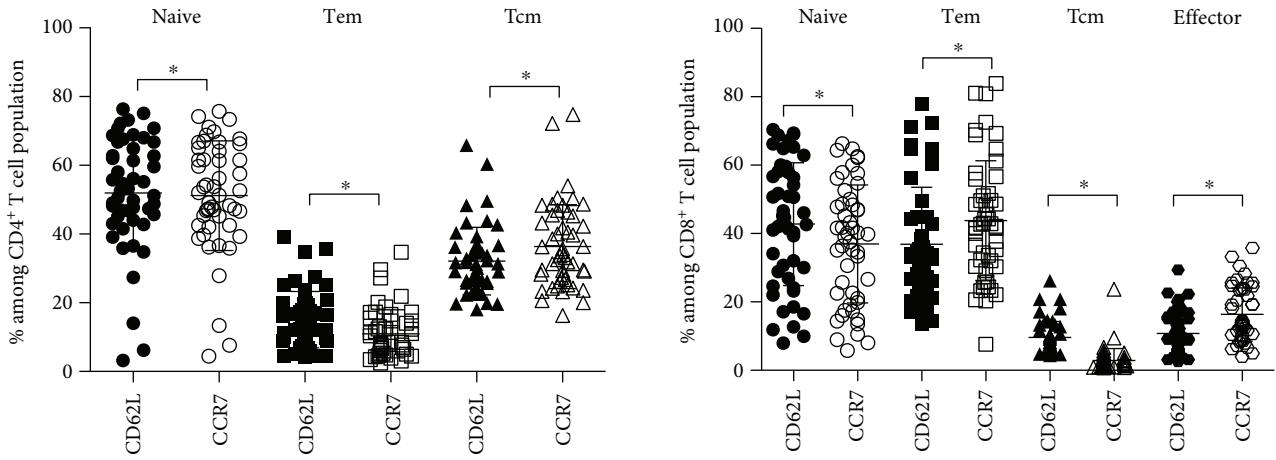 Naive Tem Tcm
% among CD4+ T cell population
100
80
60
40
20
0
* * *
CD62L CCR7 CD62L CCR7 CD62L CCR7
Naive Tem Tcm Effector
% among CD8+ T cell population
100
80
60
40
20
0
* * * *
CD62L CCR7 CD62L CCR7 CD62L CCR7 CD62L CCR7